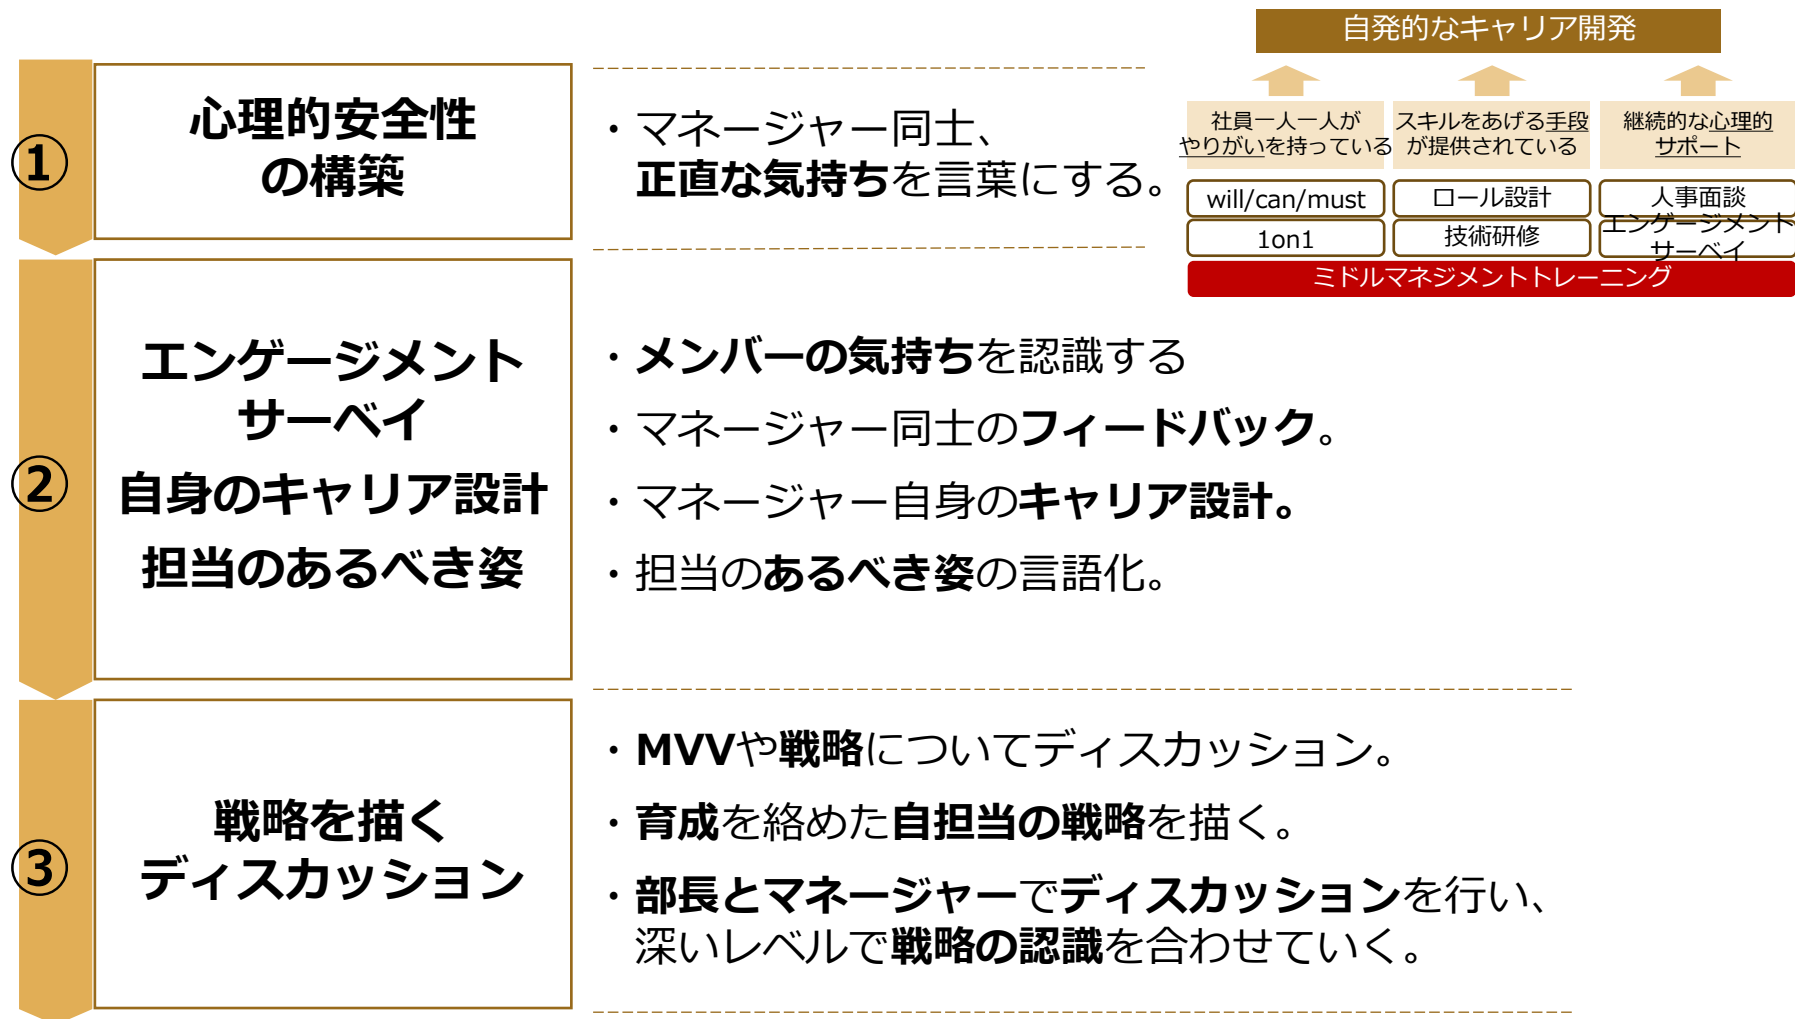 自発的なキャリア開発
社員一人一人が
やりがいを持っている
スキルをあげる手段
が提供されている
継続的な心理的
サポート
will/can/must
ロール設計
人事面談
1on1
技術研修
エンゲージメント
サーベイ
ミドルマネジメントトレーニング
①
心理的安全性
の構築
・マネージャー同士、
正直な気持ちを言葉にする。
②
エンゲージメント
サーベイ
自身のキャリア設計
担当のあるべき姿
・メンバーの気持ちを認識する
・マネージャー同士のフィードバック。
・マネージャー自身のキャリア設計。
・担当のあるべき姿の言語化。
③
戦略を描く
ディスカッション
・MVVや戦略についてディスカッション。
・育成を絡めた自担当の戦略を描く。
・部長とマネージャーでディスカッションを行い、
深いレベルで戦略の認識を合わせていく。